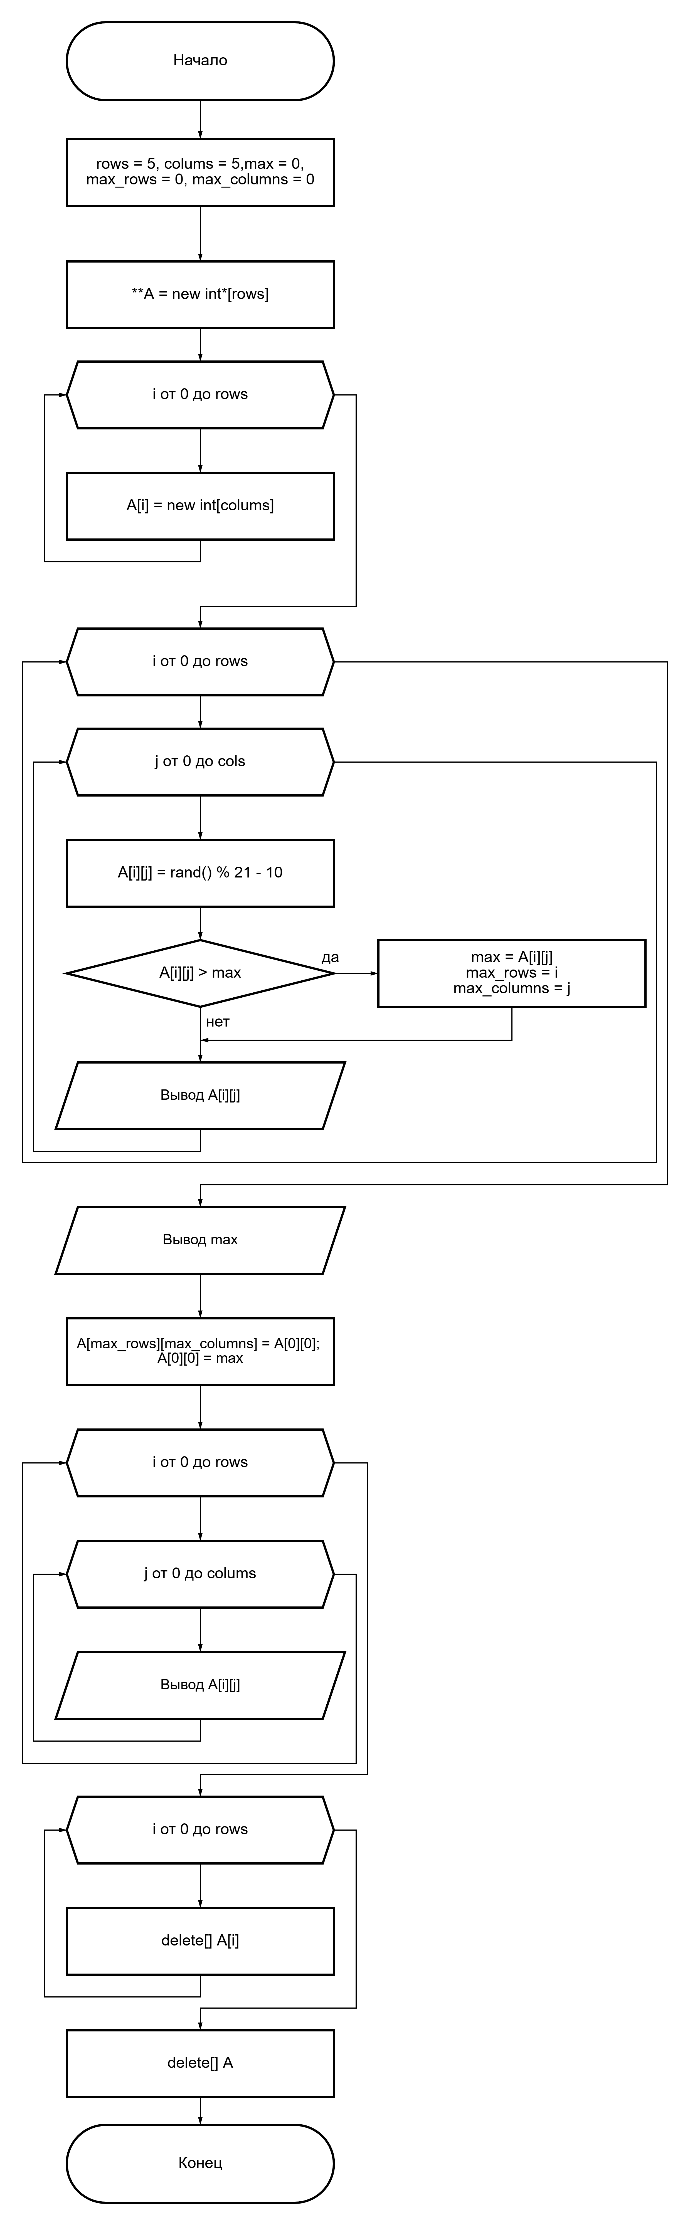 Начало
rows = 5, colums = 5,max = 0,
max_rows = 0, max_columns = 0
**A = new int*[rows]
i от 0 до rows
A[i] = new int[colums]
i от 0 до rows
j от 0 до cols
A[i][j] = rand() % 21 - 10
A[i][j] > max
да
max = A[i][j]
max_rows = i
max_columns = j
нет
Вывод A[i][j]
Вывод max
A[max_rows][max_columns] = A[0][0];
A[0][0] = max
i от 0 до rows
j от 0 до colums
Вывод A[i][j]
i от 0 до rows
delete[] A[i]
delete[] A
Конец